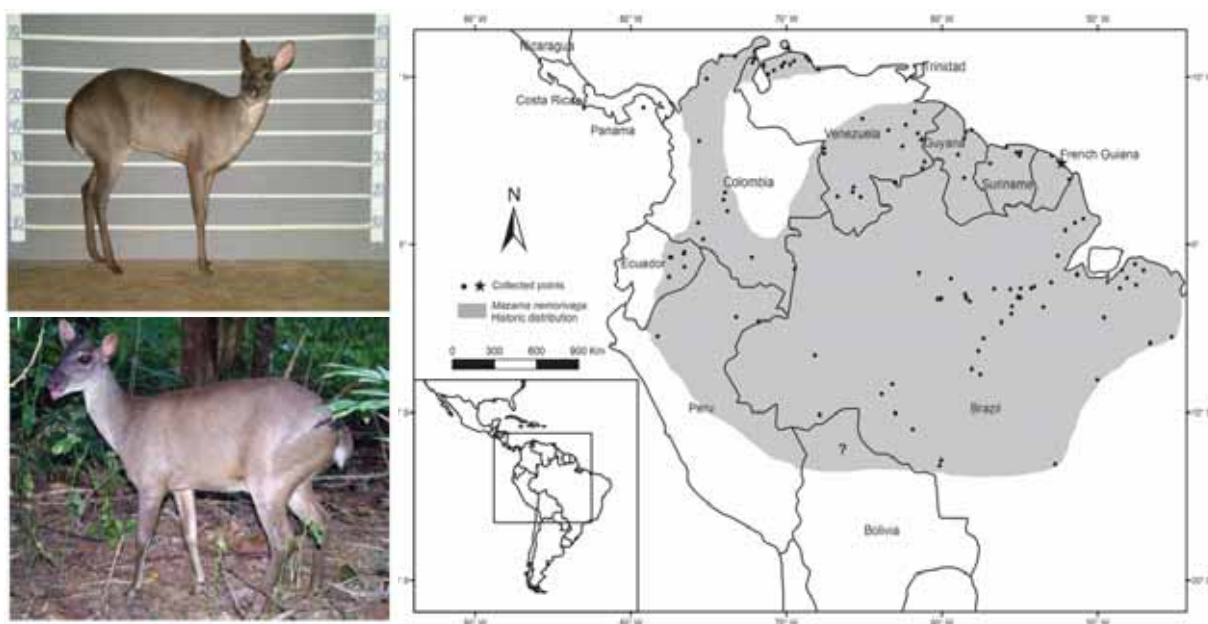 Nicaragua
Costa Rica
Panama
Trinidad
Venezuela
Guyana
French Guiana
Suriname
Colombia
N
Ecuador
Collected points
Mazama nemorivaga
Historic distribution
0 300 600 900 Km
Peru
Brazil
?
Bolivia